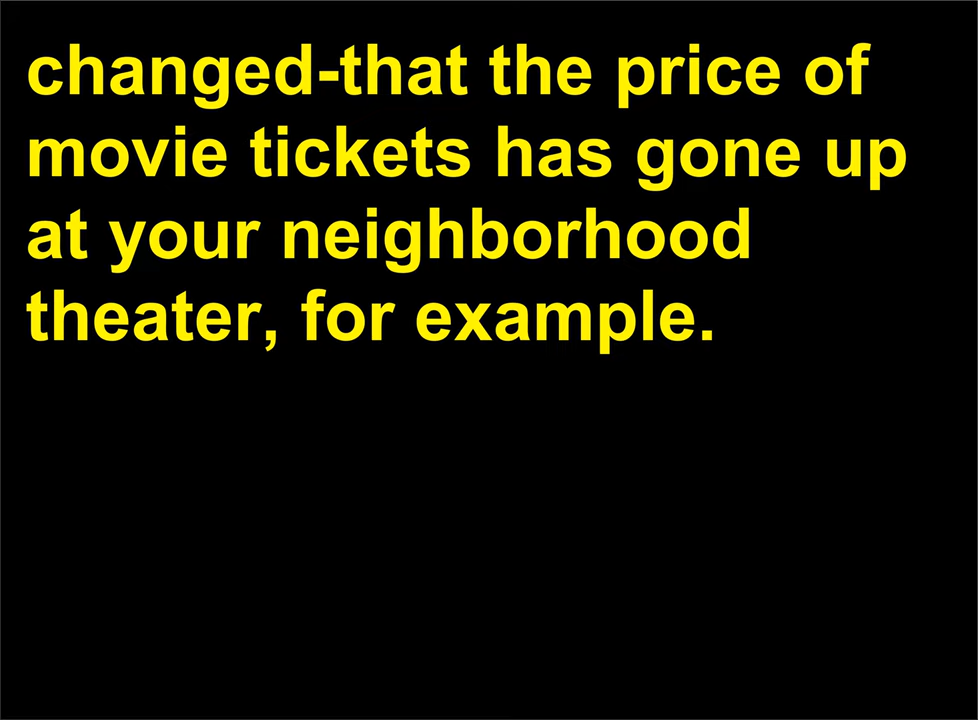 changed-that the price of
movie tickets has gone up
at your neighborhood
theater, for example.